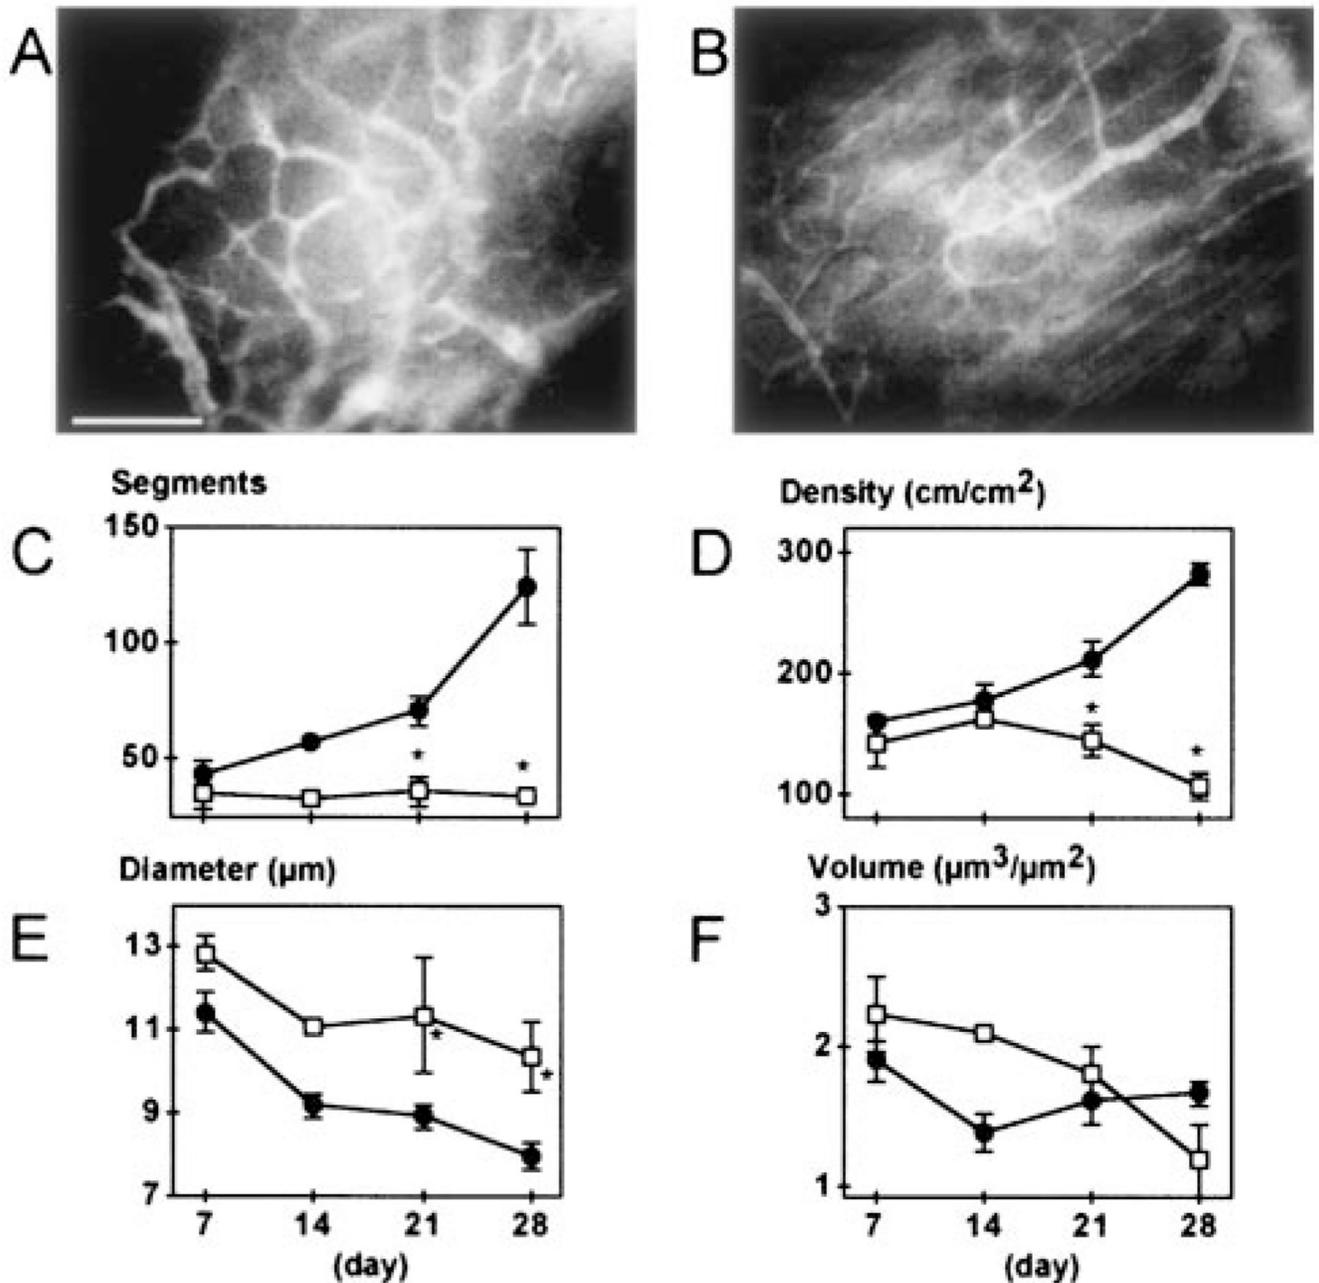 A
B
Segments
Density (cm/cm2)
C
150
100
50
*
*
D
300
200
100
*
*
Diameter (µm)
Volume (µm3/µm2)
E
13
11
9
7
*
*
7 14 21 28
(day)
F
3
2
1
7 14 21 28
(day)